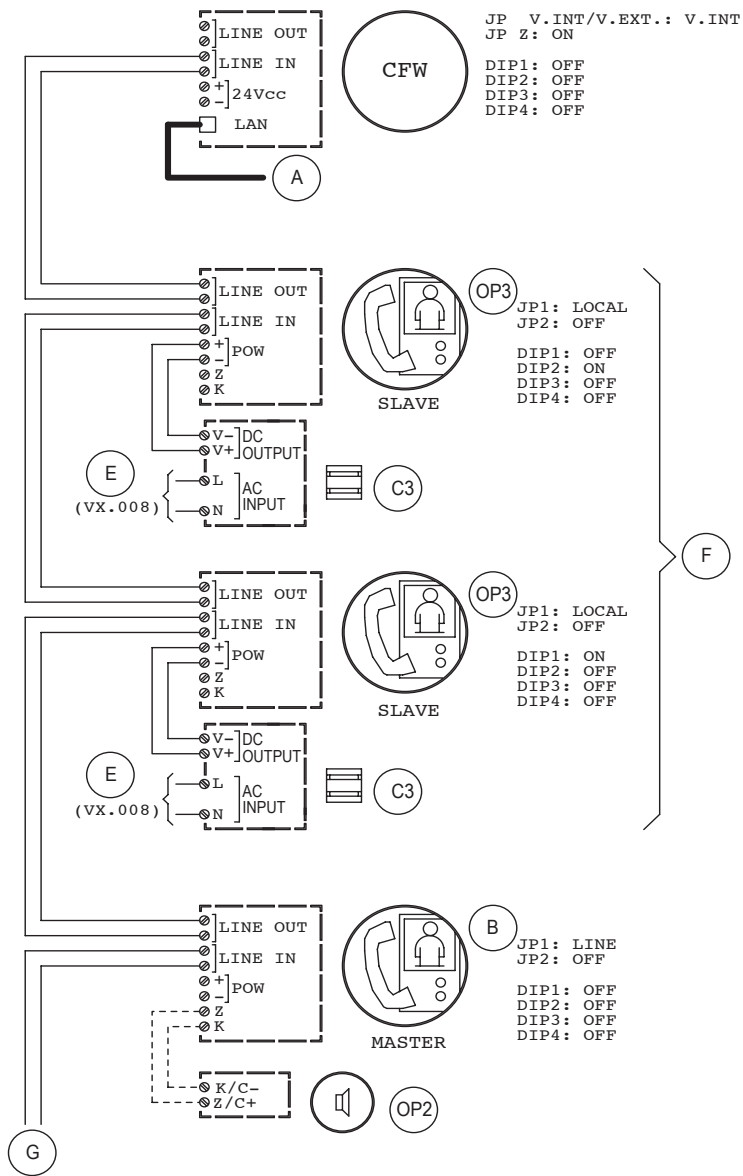 LINE OUT
LINE IN
+
-
24Vcc
LAN
CFW
JP V.INT/V.EXT.: V.INT
JP Z: ON
DIP1: OFF
DIP2: OFF
DIP3: OFF
DIP4: OFF
A
LINE OUT
LINE IN
+
-
POW
Z
K
SLAVE
OP3
JP1: LOCAL
JP2: OFF
DIP1: OFF
DIP2: ON
DIP3: OFF
DIP4: OFF
V-
V+
DC
OUTPUT
L
N
AC
INPUT
E
(VX.008)
C3
F
LINE OUT
LINE IN
+
-
POW
Z
K
SLAVE
OP3
JP1: LOCAL
JP2: OFF
DIP1: ON
DIP2: OFF
DIP3: OFF
DIP4: OFF
V-
V+
DC
OUTPUT
L
N
AC
INPUT
E
(VX.008)
C3
LINE OUT
LINE IN
+
-
POW
Z
K
MASTER
B
JP1: LINE
JP2: OFF
DIP1: OFF
DIP2: OFF
DIP3: OFF
DIP4: OFF
K/C-
Z/C+
OP2
G